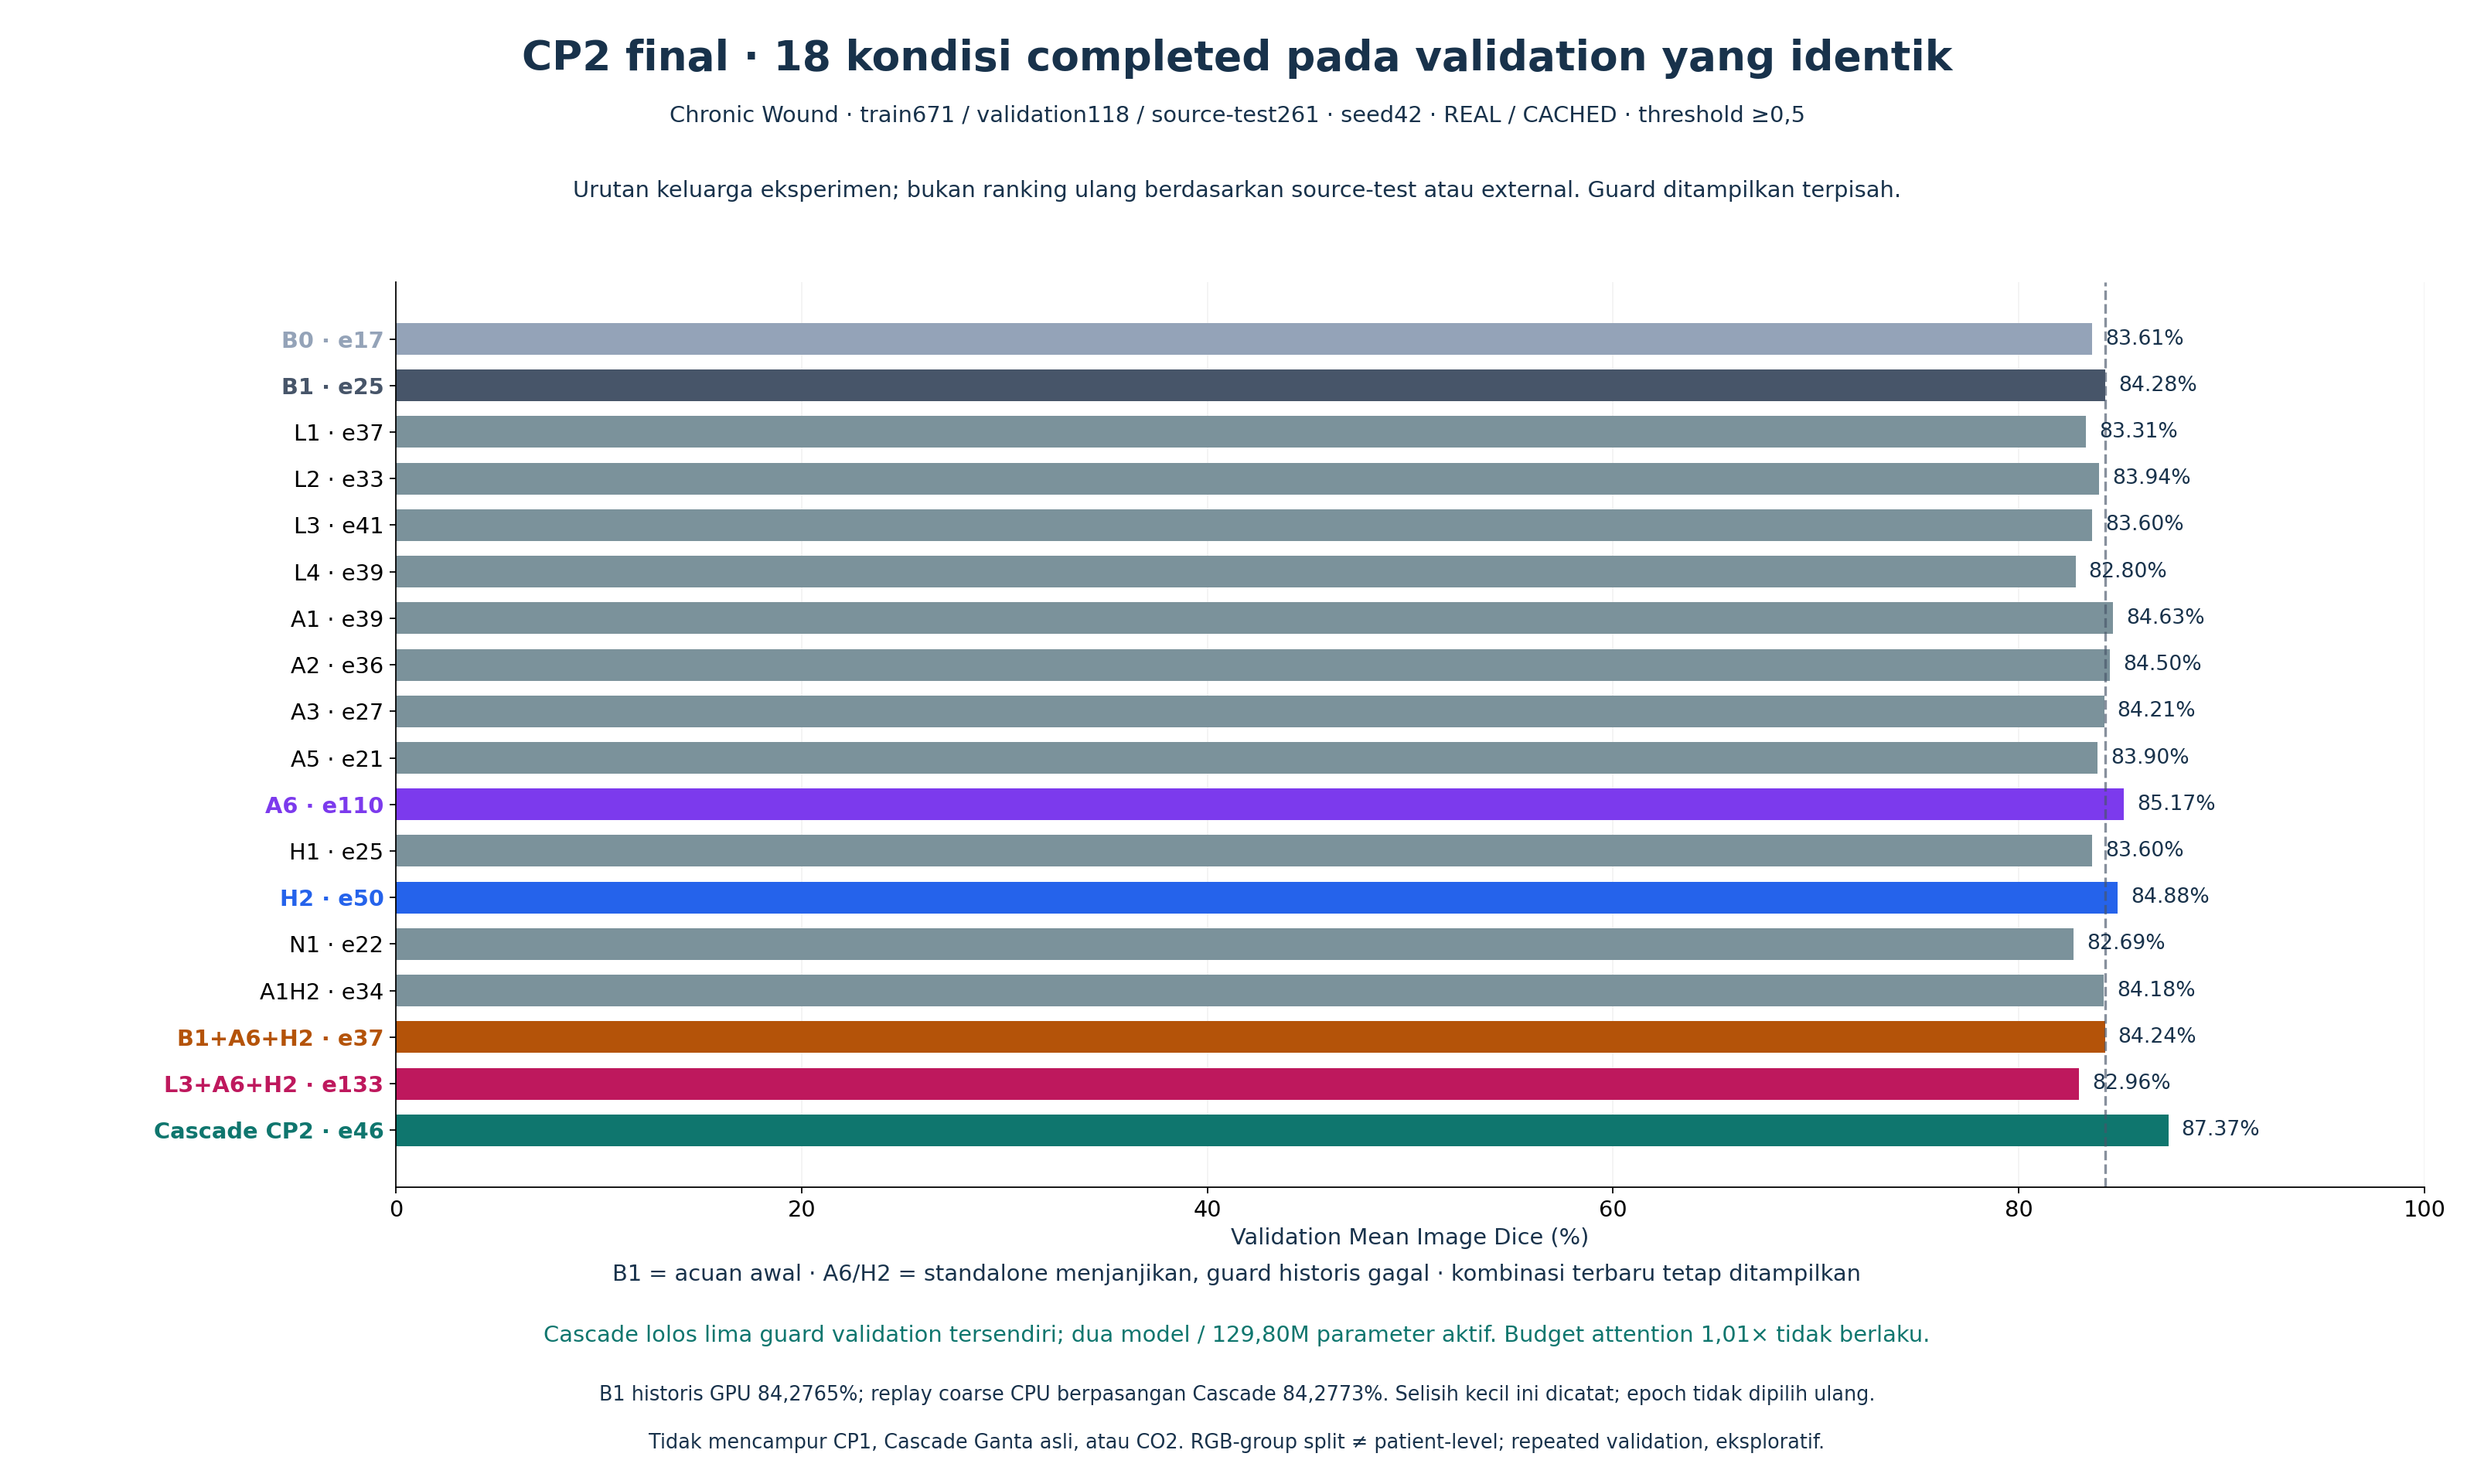 CP2 final · 18 kondisi completed pada validation yang identik
Chronic Wound · train671 / validation118 / source-test261 · seed42 · REAL / CACHED · threshold ≥0,5
Urutan keluarga eksperimen; bukan ranking ulang berdasarkan source-test atau external. Guard ditampilkan terpisah.
B0 · e17 83.61%
B1 · e25 84.28%
L1 · e37 83.31%
L2 · e33 83.94%
L3 · e41 83.60%
L4 · e39 82.80%
A1 · e39 84.63%
A2 · e36 84.50%
A3 · e27 84.21%
A5 · e21 83.90%
A6 · e110 85.17%
H1 · e25 83.60%
H2 · e50 84.88%
N1 · e22 82.69%
A1H2 · e34 84.18%
B1+A6+H2 · e37 84.24%
L3+A6+H2 · e133 82.96%
Cascade CP2 · e46 87.37%
0 20 40 60 80 100
Validation Mean Image Dice (%)
B1 = acuan awal · A6/H2 = standalone menjanjikan, guard historis gagal · kombinasi terbaru tetap ditampilkan
Cascade lolos lima guard validation tersendiri; dua model / 129,80M parameter aktif. Budget attention 1,01× tidak berlaku.
B1 historis GPU 84,2765%; replay coarse CPU berpasangan Cascade 84,2773%. Selisih kecil ini dicatat; epoch tidak dipilih ulang.
Tidak mencampur CP1, Cascade Ganta asli, atau CO2. RGB-group split ≠ patient-level; repeated validation, eksploratif.